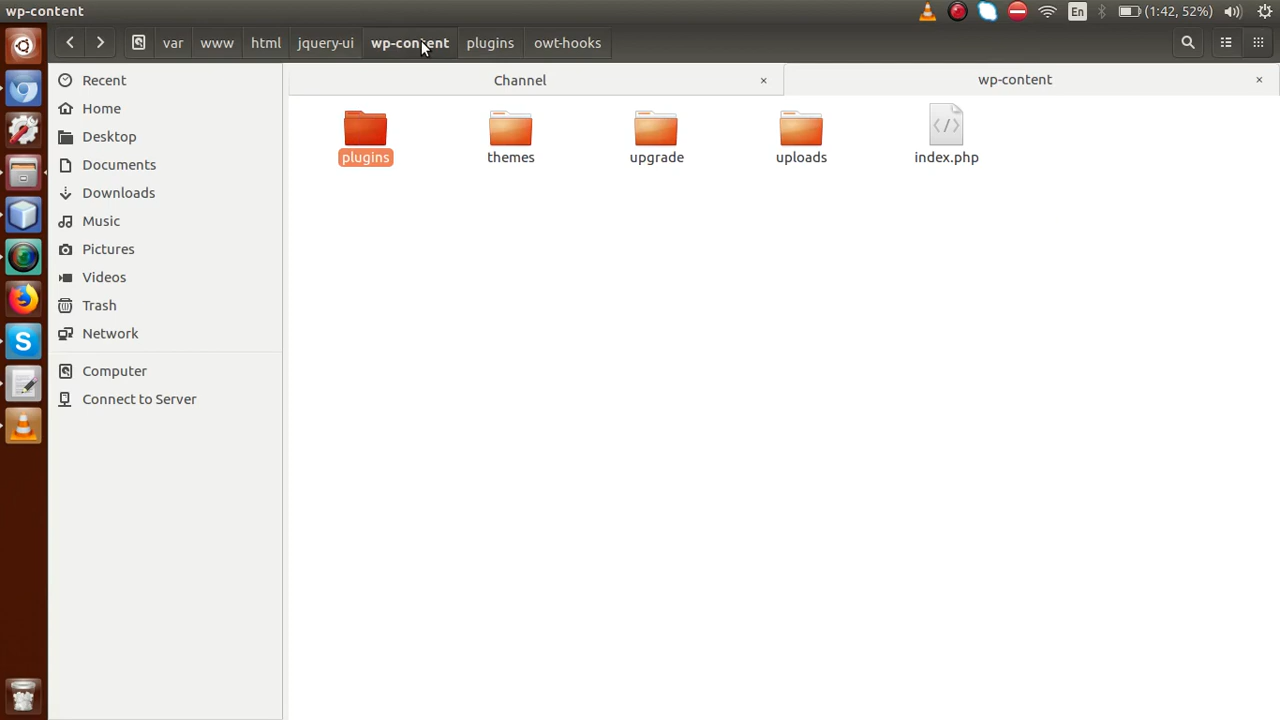 wp-content
En
(1:42, 52%)
var
www
html
jquery-ui
wp-content
plugins
owt-hooks
Recent
Home
Desktop
Documents
Downloads
Music
Pictures
Videos
Trash
Network
Computer
Connect to Server
Channel
wp-content
plugins
themes
upgrade
uploads
index.php
S